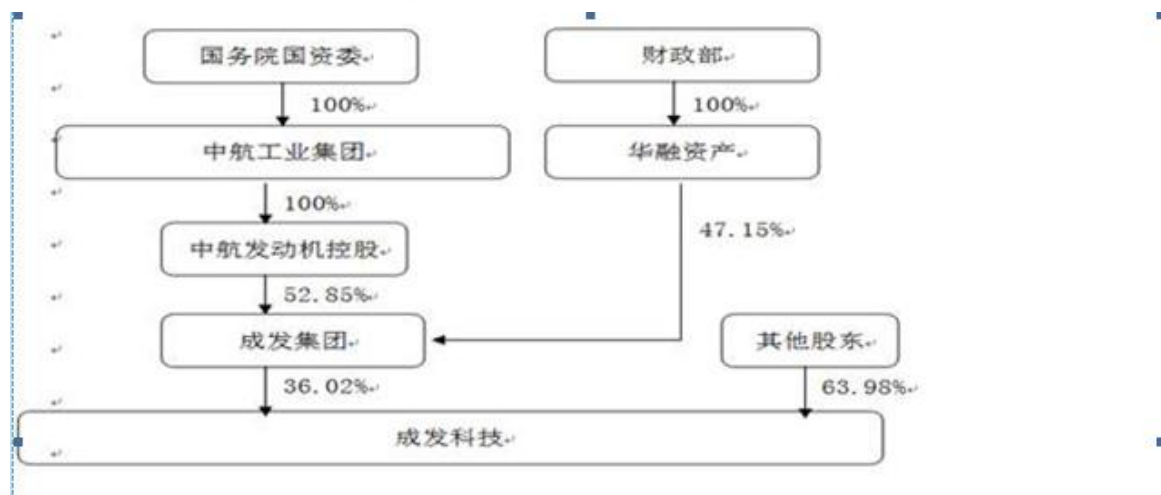 国务院国资委
财政部
100%
100%
中航工业集团
华融资产
100%
47.15%
中航发动机控股
52.85%
成发集团
其他股东
36.02%
63.98%
成发科技